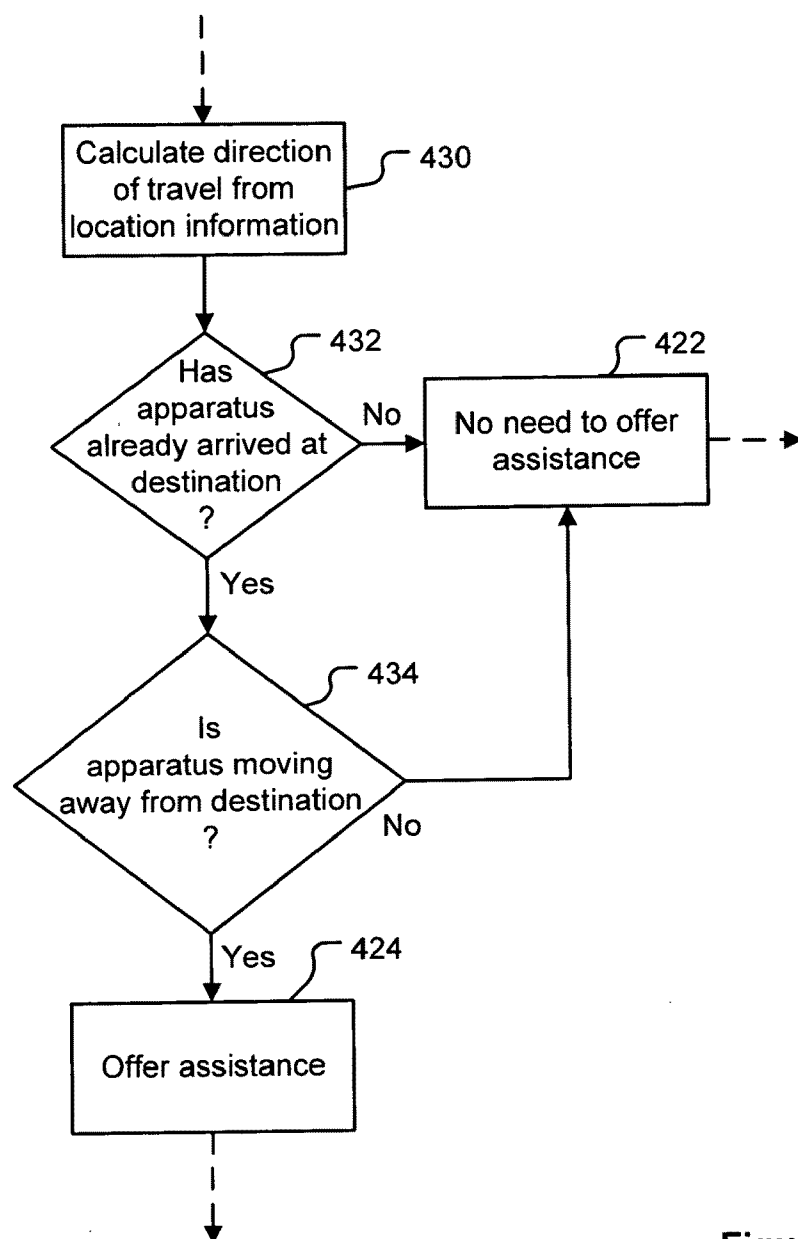 Calculate direction
of travel from
location information
430
Has
apparatus
already arrived at
destination
?
432
No
422
No need to offer
assistance
Yes
434
Is
apparatus moving
away from destination
?
No
Yes
424
Offer assistance